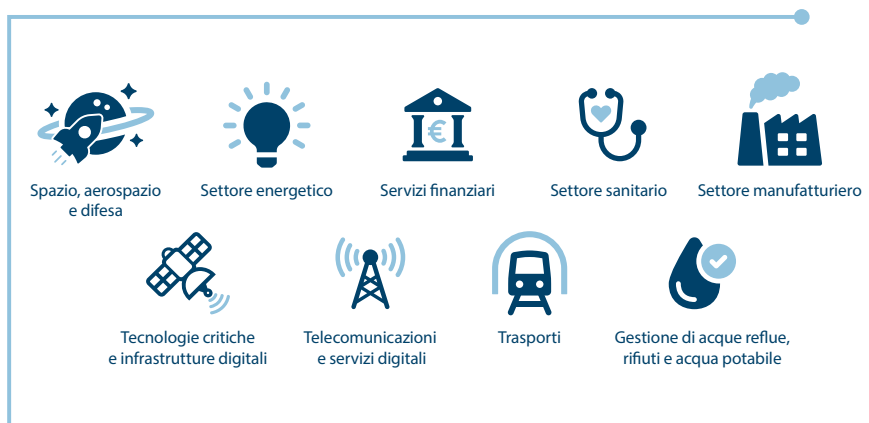 €
Spazio, aerospazio
e difesa
Settore energetico
Servizi finanziari
Settore sanitario
Settore manufatturiero
Tecnologie critiche
e infrastrutture digitali
Telecomunicazioni
e servizi digitali
Trasporti
Gestione di acque reflue,
rifiuti e acqua potabile